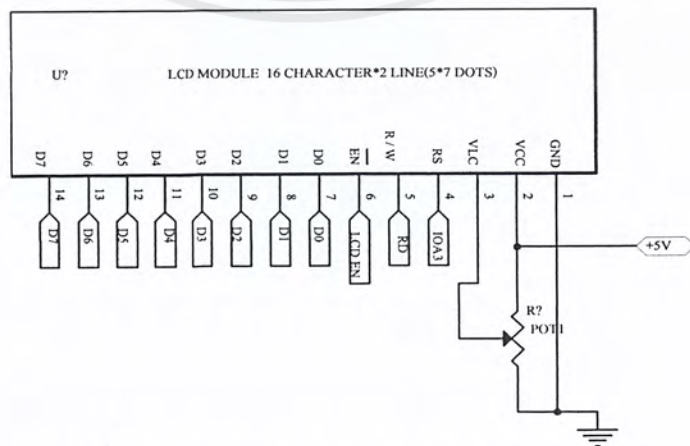 U? LCD MODULE 16 CHARACTER*2 LINE(5*7 DOTS)
D7 D6 D5 D4 D3 D2 D1 D0 EN R / W RS VLC VCC GND
14 13 12 11 10 9 8 7 6 5 4 3 2 1
D7 D6 D5 D4 D3 D2 D1 D0 LCD EN RD IOA3
+5V
R?
POT1